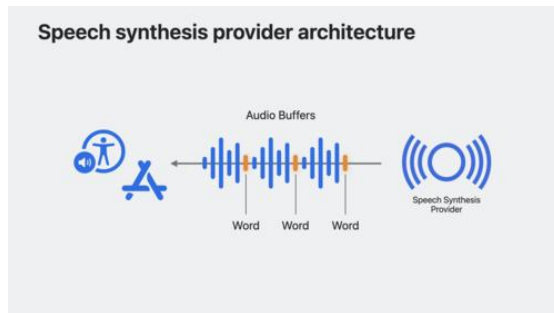 Speech synthesis provider architecture
Audio Buffers
Word Word Word
Speech Synthesis
Provider